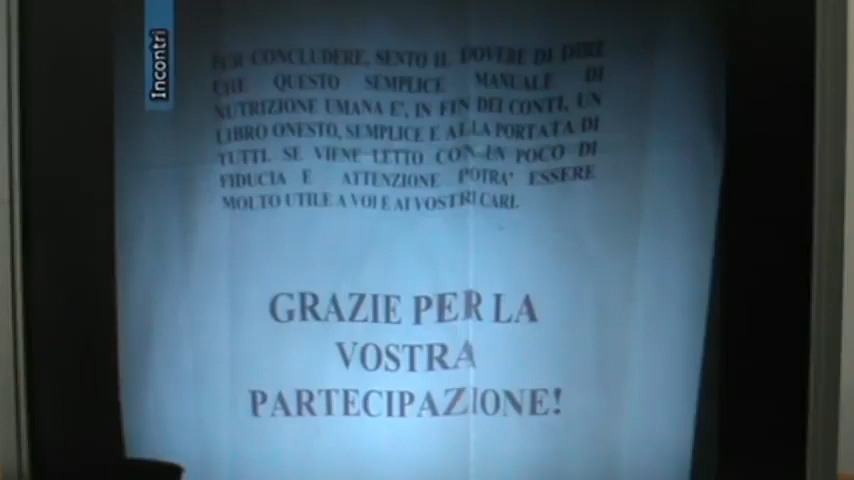 Incontri
PER CONCLUDERE, SENTO IL DOVERE DI DIRE
CHE QUESTO SEMPLICE MANUALE DI
NUTRIZIONE UMANA E', IN FIN DEI CONTI, UN
LIBRO ONESTO, SEMPLICE E ALLA PORTATA DI
TUTTI. SE VIENE LETTO CON UN POCO DI
FIDUCIA E ATTENZIONE POTRA' ESSERE
MOLTO UTILE A VOI E AI VOSTRI CARI.
GRAZIE PER LA
VOSTRA
PARTECIPAZIONE!